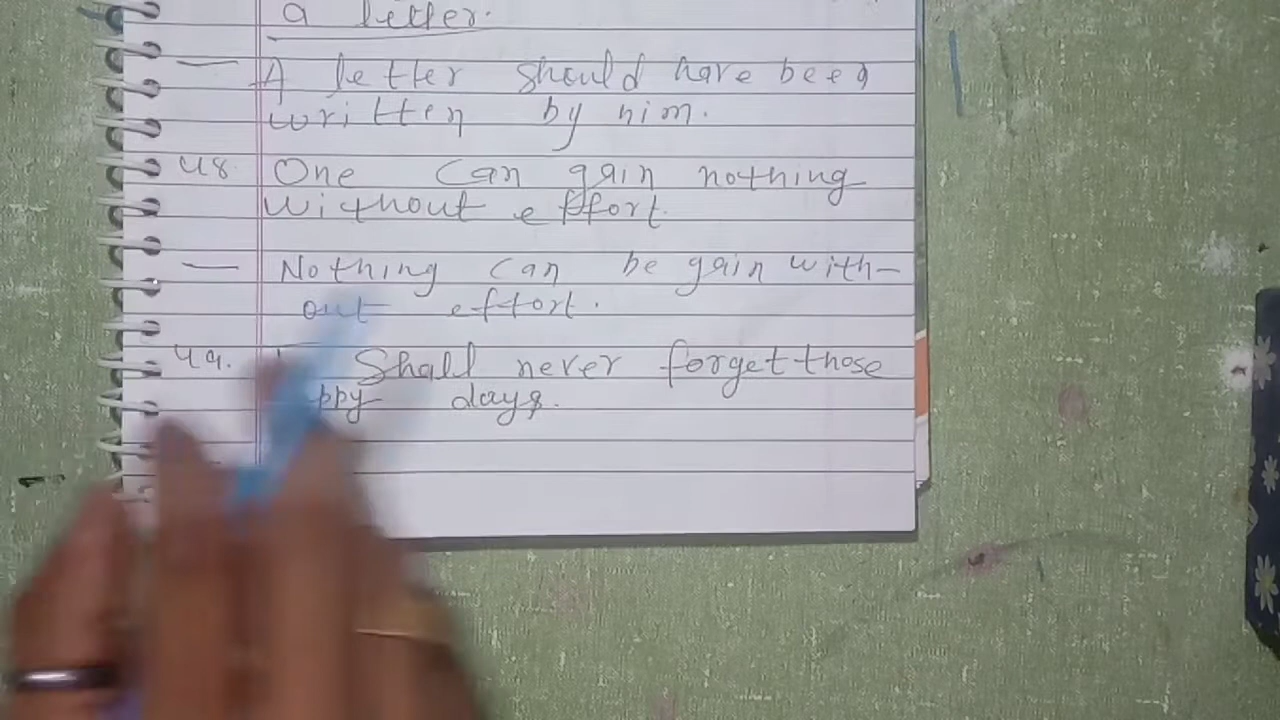 a letter.
— A letter should have been
written by him.
48. One can gain nothing
without effort.
— Nothing can be gain with-
out effort.
49. Shall never forget those
ppy days.